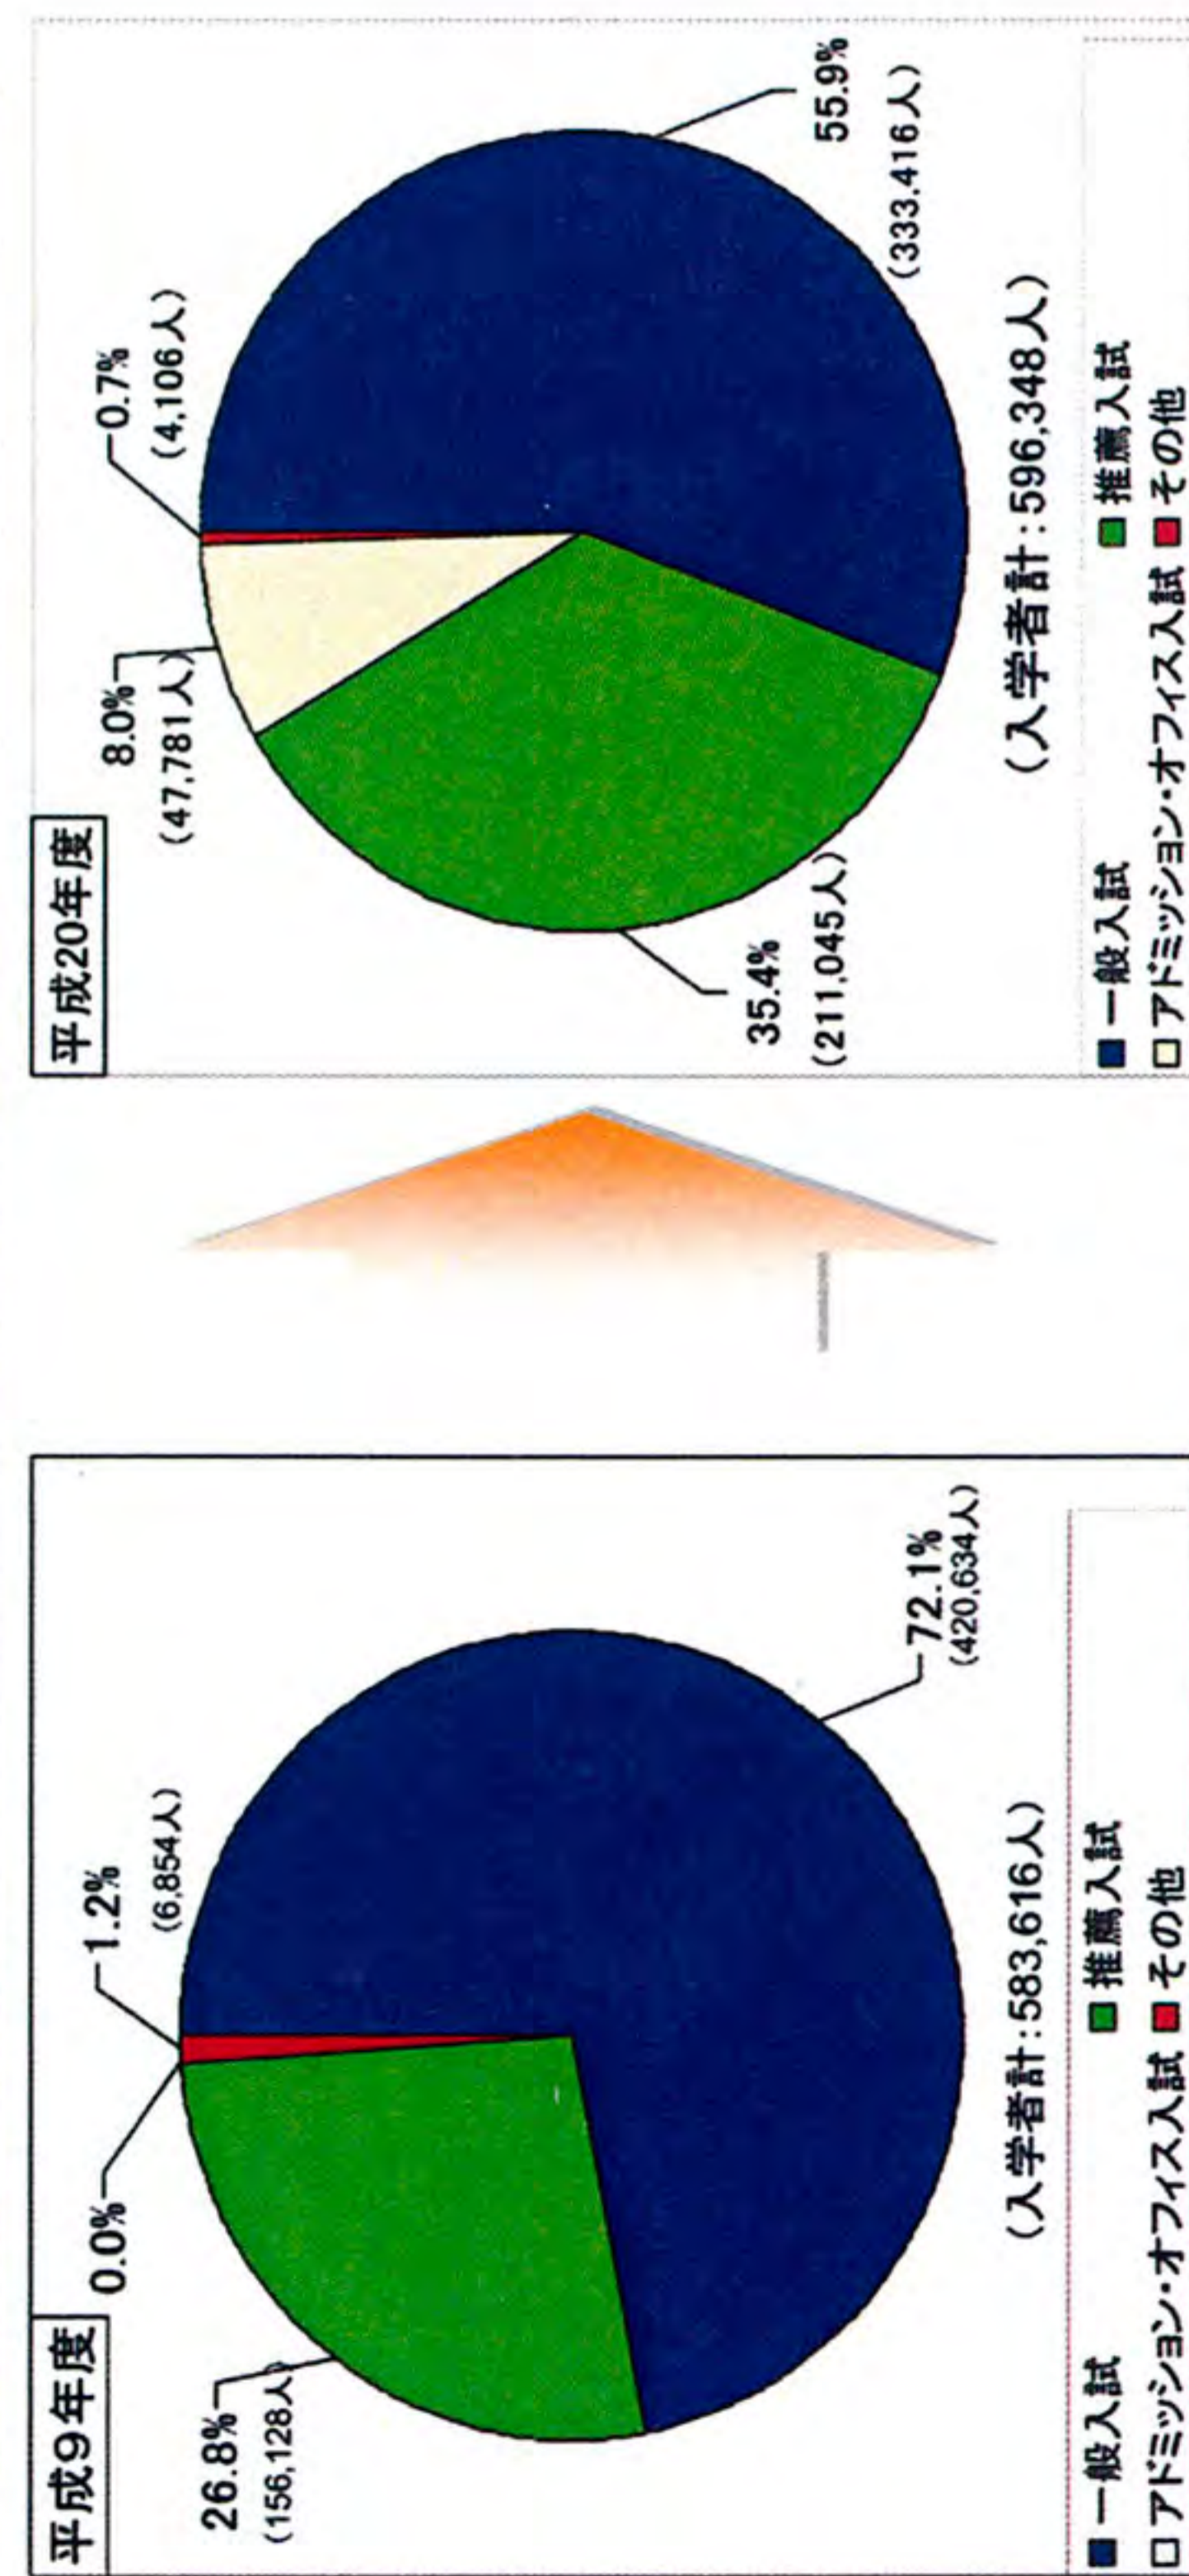 平成9年度
0.0%
1.2%
(6,854人)
26.8%
(156,128人)
72.1%
(420,634人)
(入学者計:583,616人)
■一般入試 ■推薦入試
□アドミッション・オフィス入試 ■その他
平成20年度
8.0%
(47,781人)
0.7%
(4,106人)
35.4%
(211,045人)
55.9%
(333,416人)
(入学者計:596,348人)
■一般入試 ■推薦入試
□アドミッション・オフィス入試 ■その他